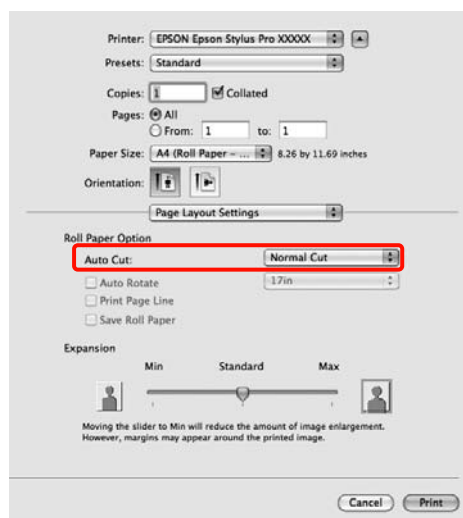 Printer: EPSON Epson Stylus Pro XXXXX
Presets: Standard
Copies: 1 Collated
Pages: All
From: 1 to: 1
Paper Size: A4 (Roll Paper – ... 8.26 by 11.69 inches
Orientation:
Page Layout Settings
Roll Paper Option
Auto Cut: Normal Cut
Auto Rotate 17in
Print Page Line
Save Roll Paper
Expansion
Min Standard Max
Moving the slider to Min will reduce the amount of image enlargement.
However, margins may appear around the printed image.
Cancel Print